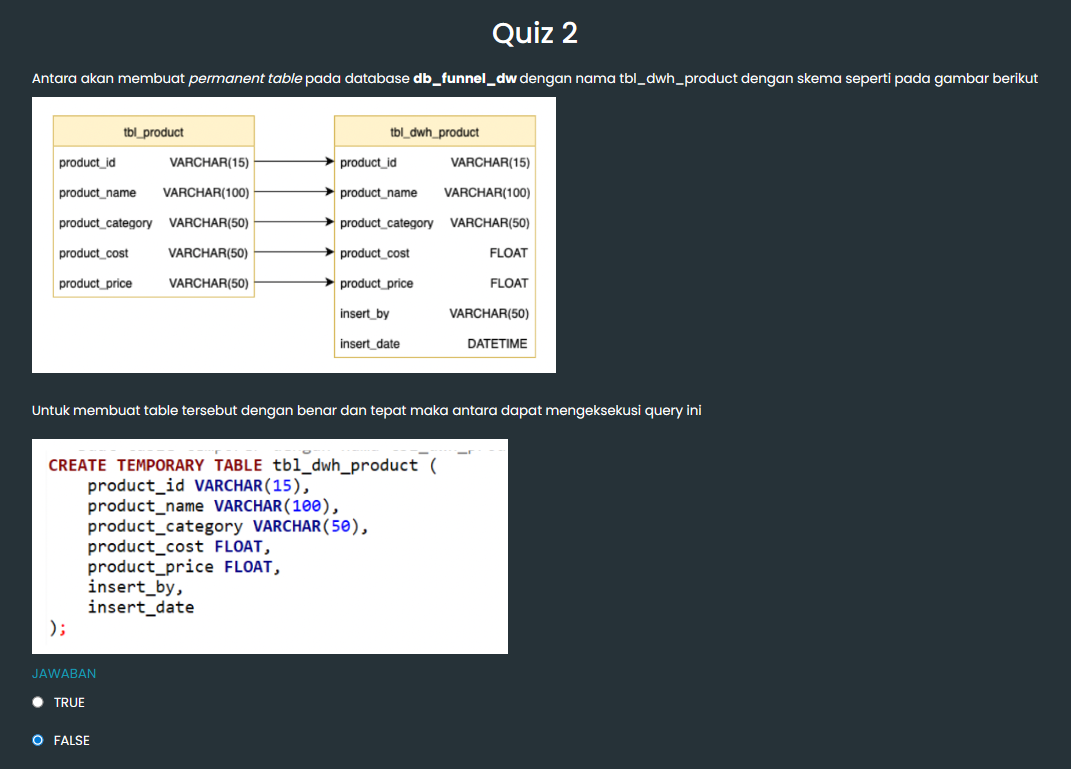 Quiz 2
Antara akan membuat permanent table pada database db_funnel_dw dengan nama tbl_dwh_product dengan skema seperti pada gambar berikut
tbl_product
product_id VARCHAR(15)
product_name VARCHAR(100)
product_category VARCHAR(50)
product_cost VARCHAR(50)
product_price VARCHAR(50)
tbl_dwh_product
product_id VARCHAR(15)
product_name VARCHAR(100)
product_category VARCHAR(50)
product_cost FLOAT
product_price FLOAT
insert_by VARCHAR(50)
insert_date DATETIME
Untuk membuat table tersebut dengan benar dan tepat maka antara dapat mengeksekusi query ini
CREATE TEMPORARY TABLE tbl_dwh_product (
product_id VARCHAR(15),
product_name VARCHAR(100),
product_category VARCHAR(50),
product_cost FLOAT,
product_price FLOAT,
insert_by,
insert_date
);
JAWABAN
TRUE
FALSE